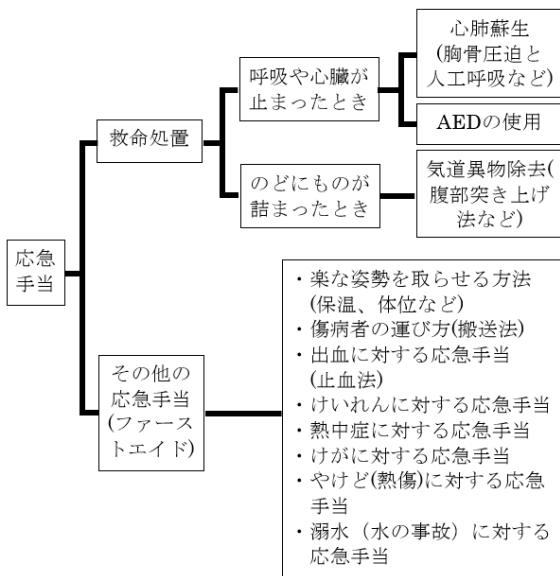 応急
手当
救命処置
呼吸や心臓が
止まったとき
心肺蘇生
(胸骨圧迫と
人工呼吸など)
AEDの使用
のどにものが
詰まったとき
気道異物除去(
腹部突き上げ
法など)
その他の
応急手当
(ファース
トエイド)
・楽な姿勢を取らせる方法
(保温、体位など)
・傷病者の運び方(搬送法)
・出血に対する応急手当
(止血法)
・けいれんに対する応急手当
・熱中症に対する応急手当
・けがに対する応急手当
・やけど(熱傷)に対する応急
手当
・溺水（水の事故）に対する
応急手当